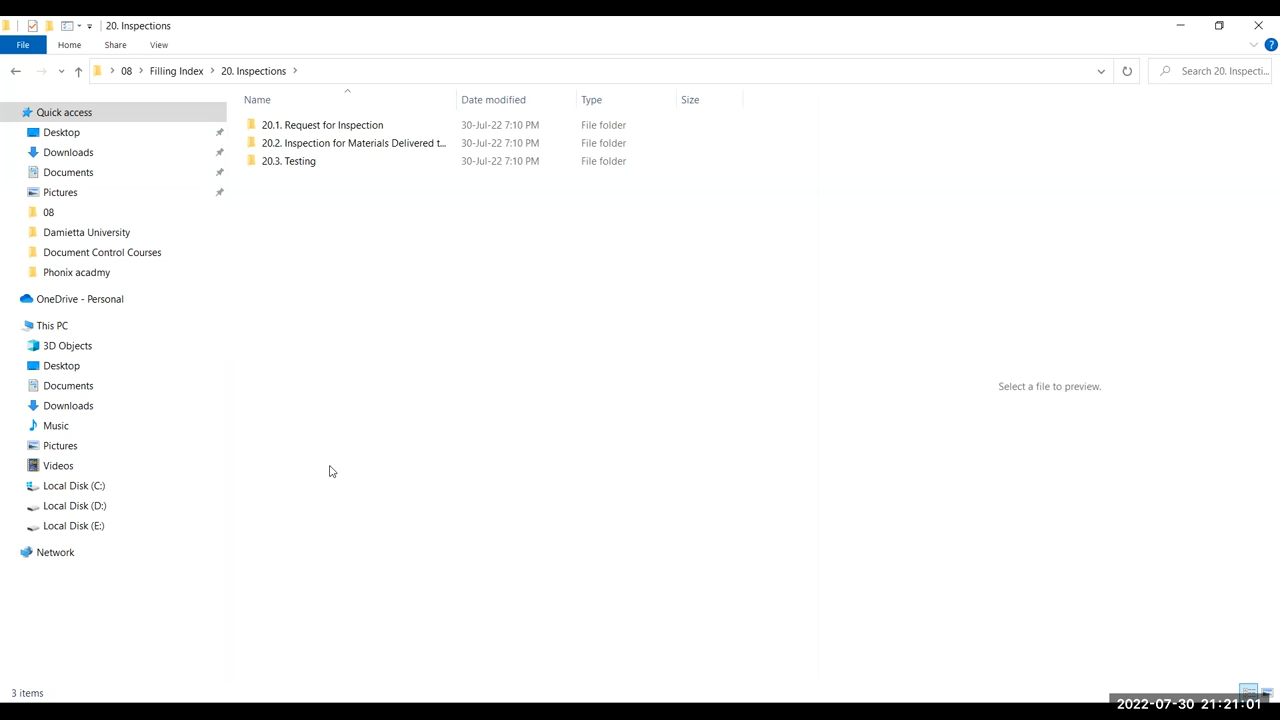 20. Inspections
File Home Share View
08 Filling Index 20. Inspections Search 20. Inspecti...
Name Date modified Type Size
20.1. Request for Inspection 30-Jul-22 7:10 PM File folder
20.2. Inspection for Materials Delivered t... 30-Jul-22 7:10 PM File folder
20.3. Testing 30-Jul-22 7:10 PM File folder
Quick access
Desktop
Downloads
Documents
Pictures
08
Damietta University
Document Control Courses
Phonix acadmy
OneDrive - Personal
This PC
3D Objects
Desktop
Documents
Downloads
Music
Pictures
Videos
Local Disk (C:)
Local Disk (D:)
Local Disk (E:)
Network
Select a file to preview.
3 items
2022-07-30 21:21:01